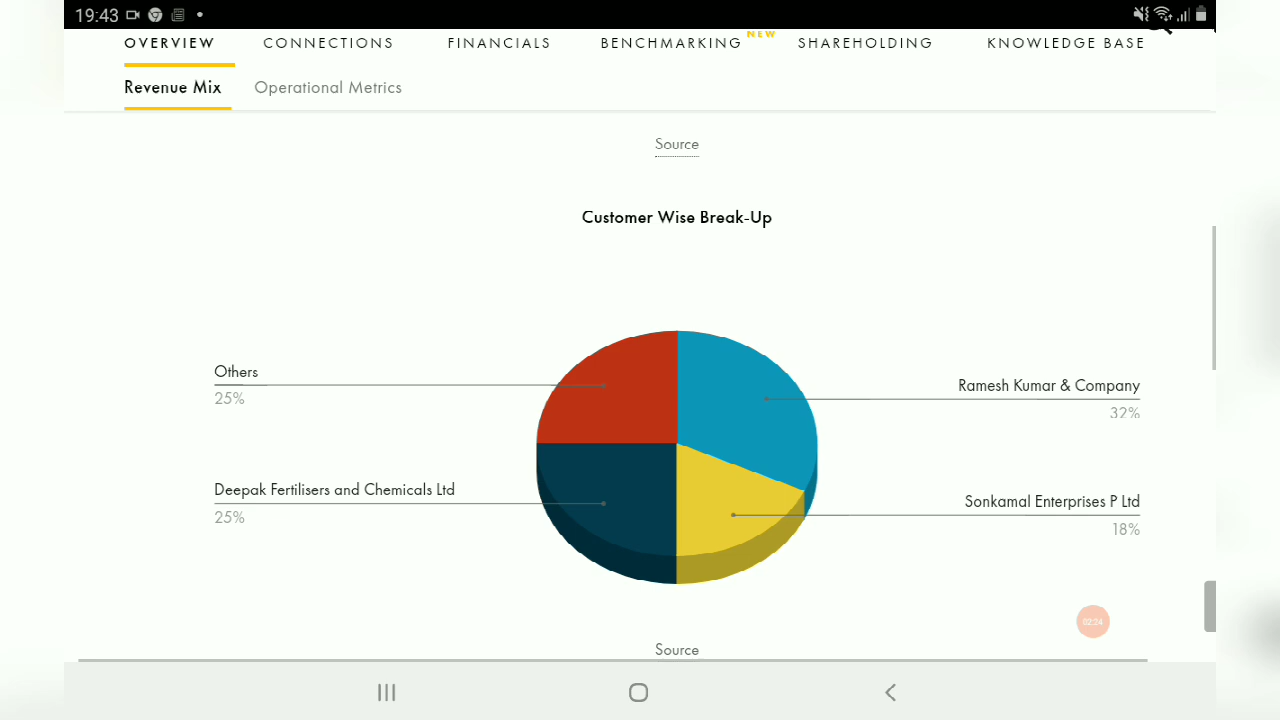 19:43
OVERVIEW CONNECTIONS FINANCIALS BENCHMARKING NEW SHAREHOLDING KNOWLEDGE BASE
Revenue Mix Operational Metrics
Source
Customer Wise Break-Up
Others
25%
Ramesh Kumar & Company
32%
Deepak Fertilisers and Chemicals Ltd
25%
Sonkamal Enterprises P Ltd
18%
02:24
Source